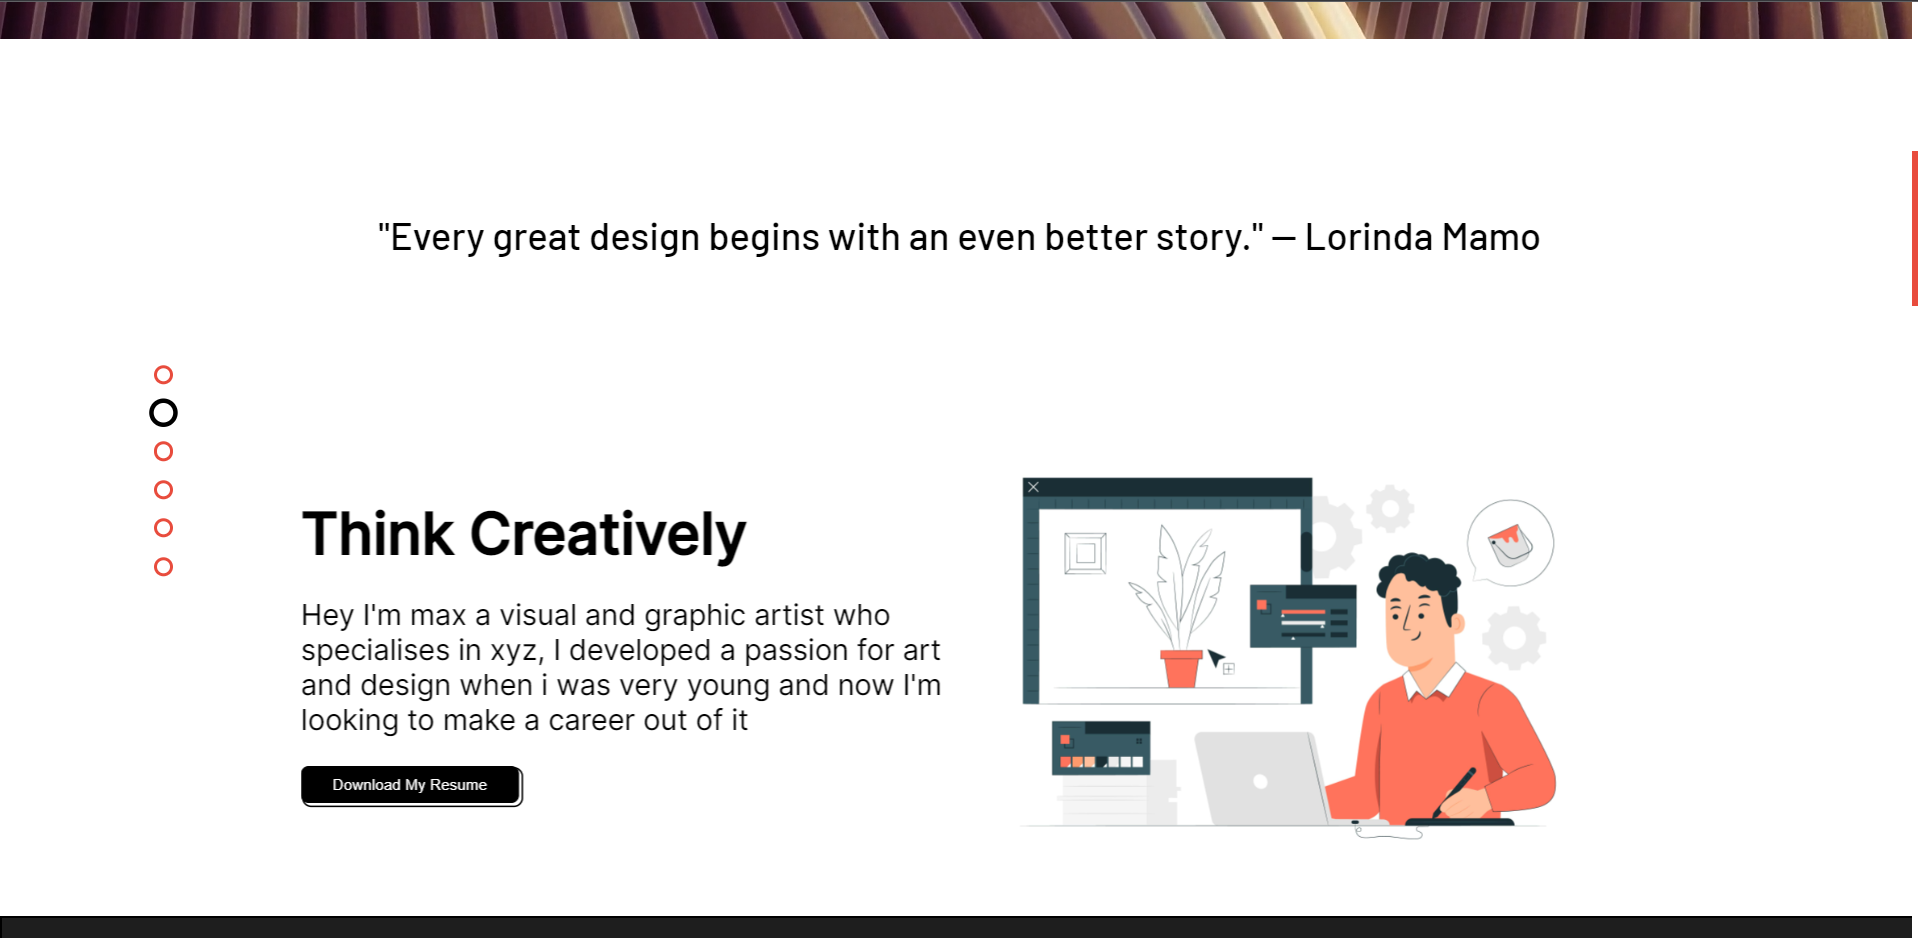 "Every great design begins with an even better story." — Lorinda Mamo
Think Creatively
Hey I'm max a visual and graphic artist who
specialises in xyz, I developed a passion for art
and design when i was very young and now I'm
looking to make a career out of it
Download My Resume